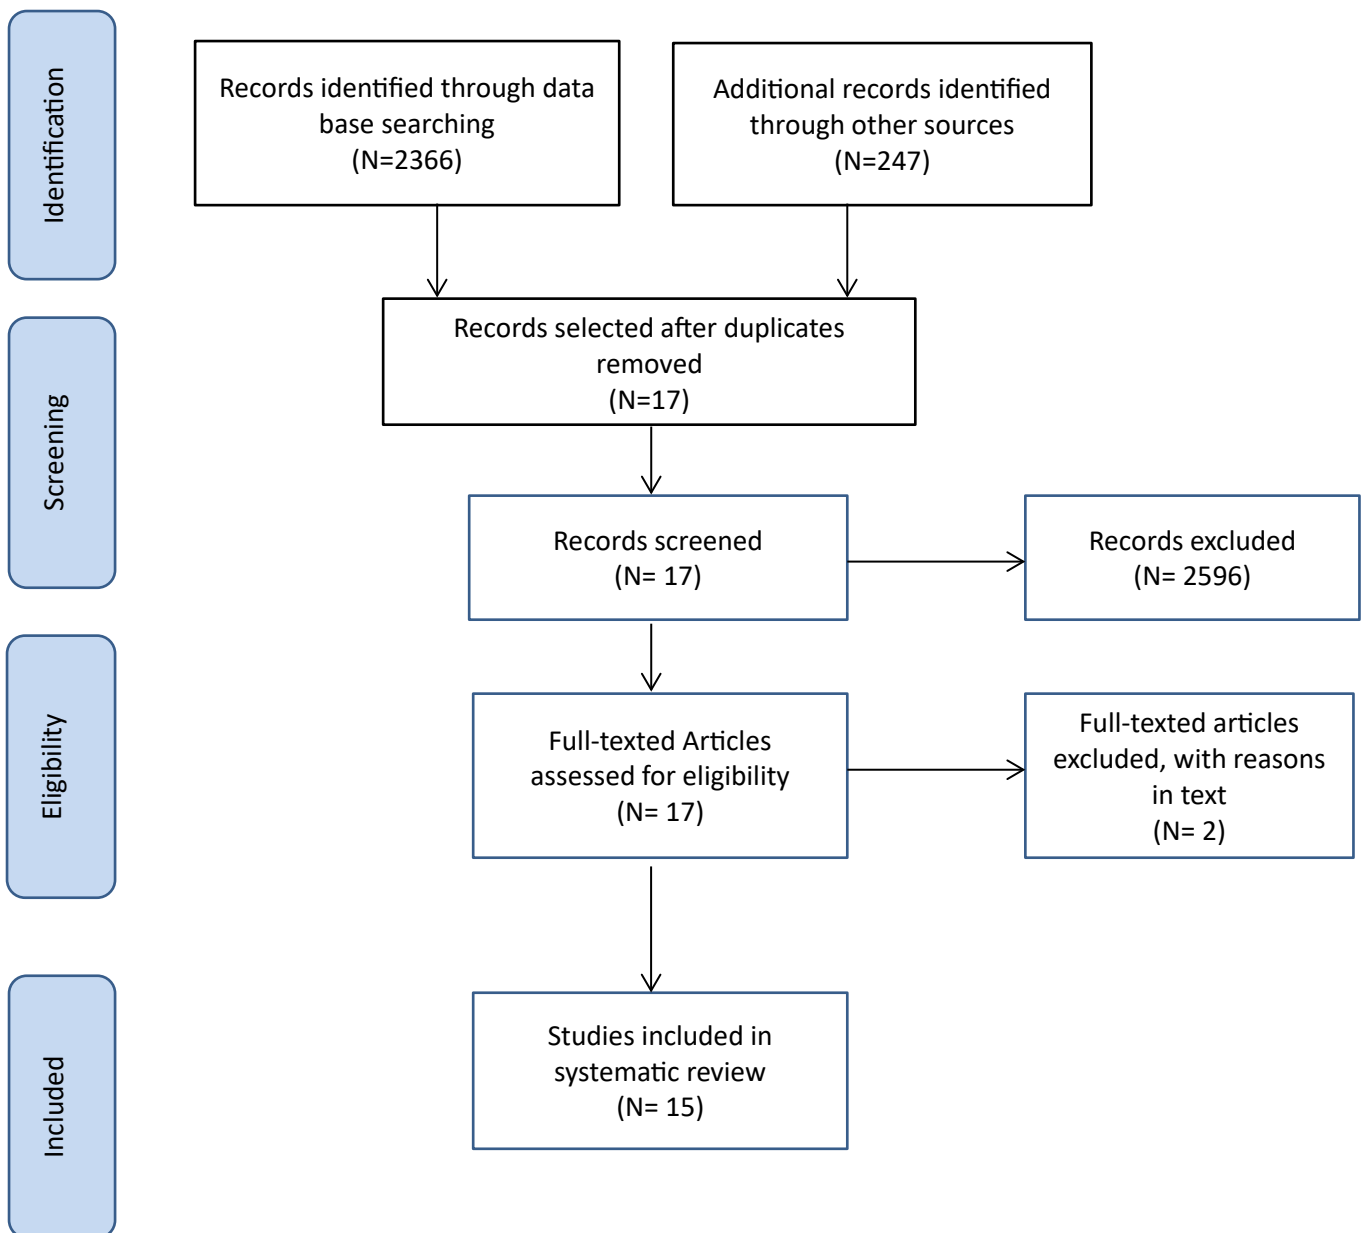 Identification
Records identified through data
base searching
(N=2366)
Additional records identified
through other sources
(N=247)
Screening
Records selected after duplicates
removed
(N=17)
Records screened
(N= 17)
Records excluded
(N= 2596)
Eligibility
Full-texted Articles
assessed for eligibility
(N= 17)
Full-texted articles
excluded, with reasons
in text
(N= 2)
Included
Studies included in
systematic review
(N= 15)